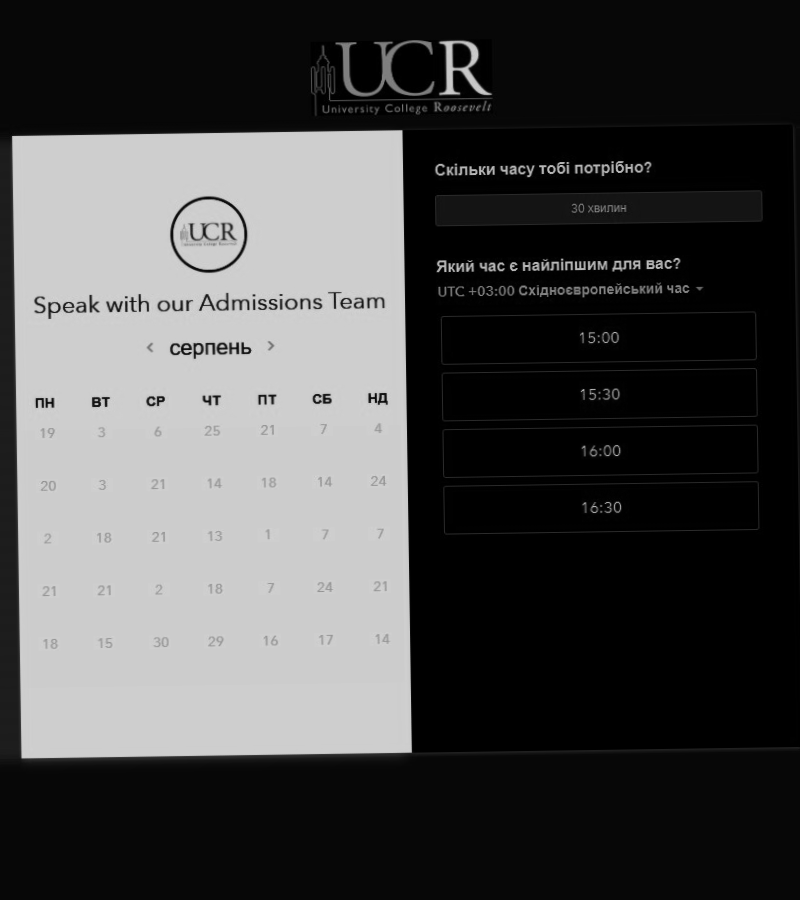 UCR
University College Roosevelt
UCR
Speak with our Admissions Team
серпень
ПН ВТ СР ЧТ ПТ СБ НД
19 3 6 25 21 7 4
20 3 21 14 18 14 24
2 18 21 13 1 7 7
21 21 2 18 7 24 21
18 15 30 29 16 17 14
Скільки часу тобі потрібно?
30 хвилин
Який час є найліпшим для вас?
UTC +03:00 Східноєвропейський час
15:00
15:30
16:00
16:30